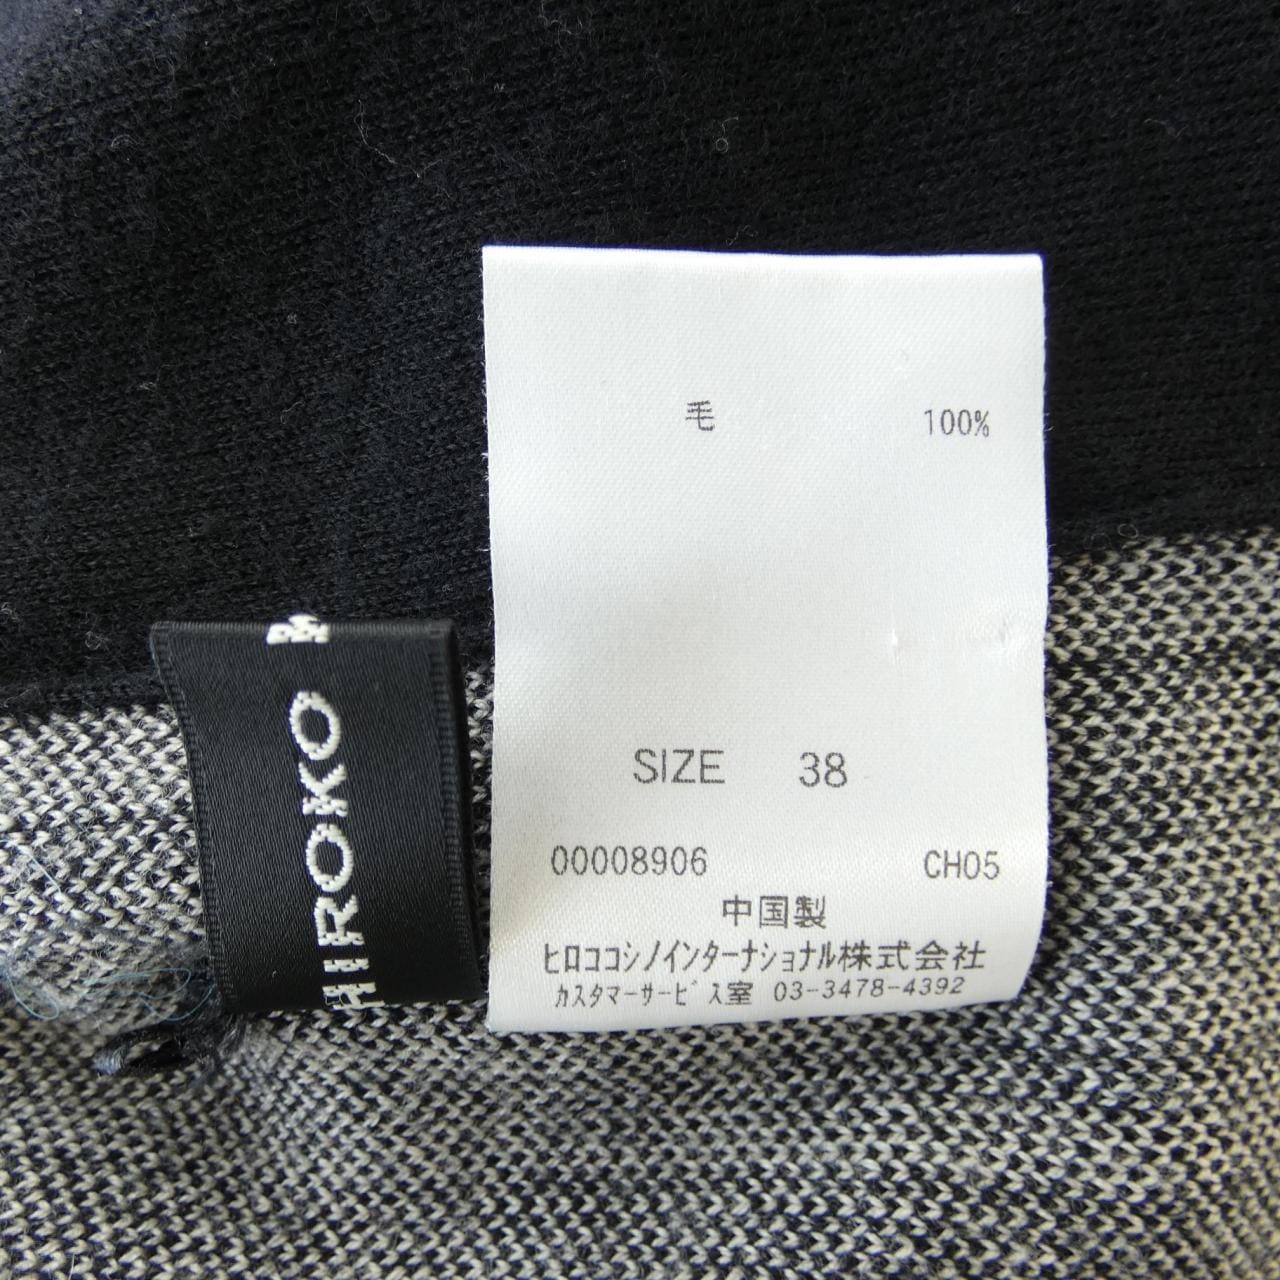 毛 100%
SIZE 38
00008906 CH05
中国製
ヒロココシノインターナショナル株式会社
カスタマーサービス室 03-3478-4392
HIROKO